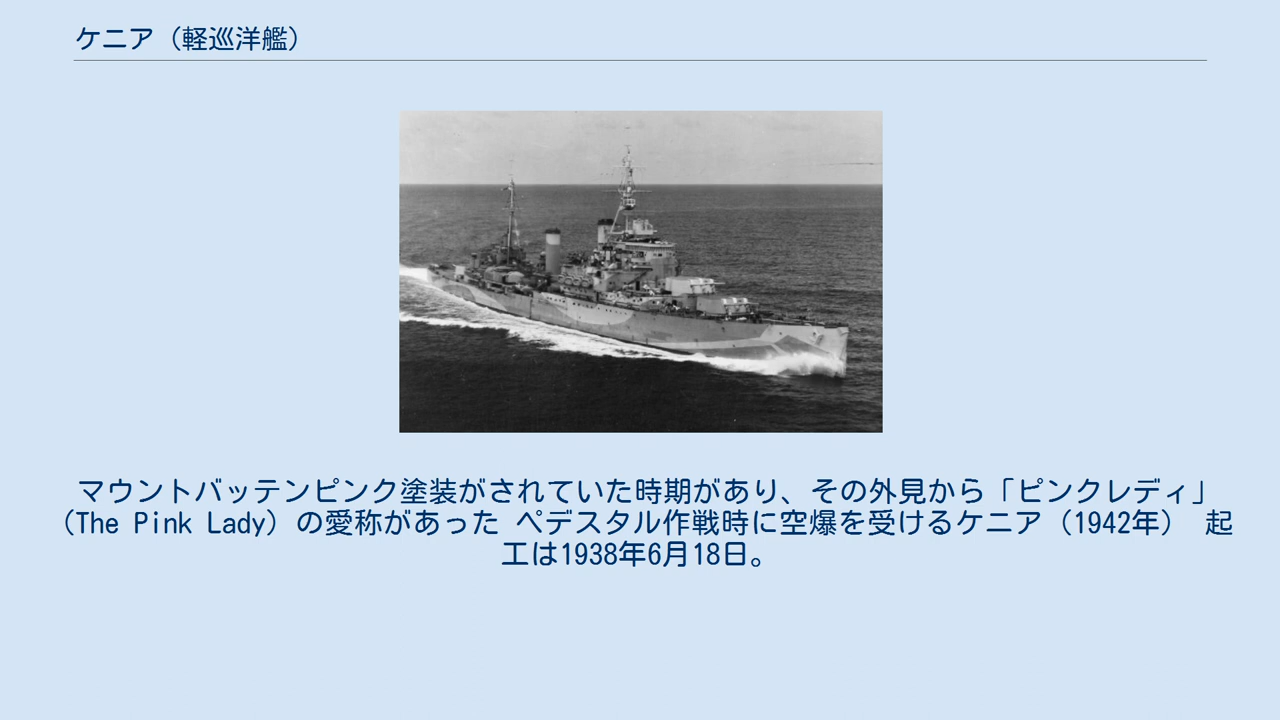 ケニア（軽巡洋艦）
マウントバッテンピンク塗装がされていた時期があり、その外見から「ピンクレディ」
（The Pink Lady）の愛称があった ペデスタル作戦時に空爆を受けるケニア（1942年） 起
工は1938年6月18日。